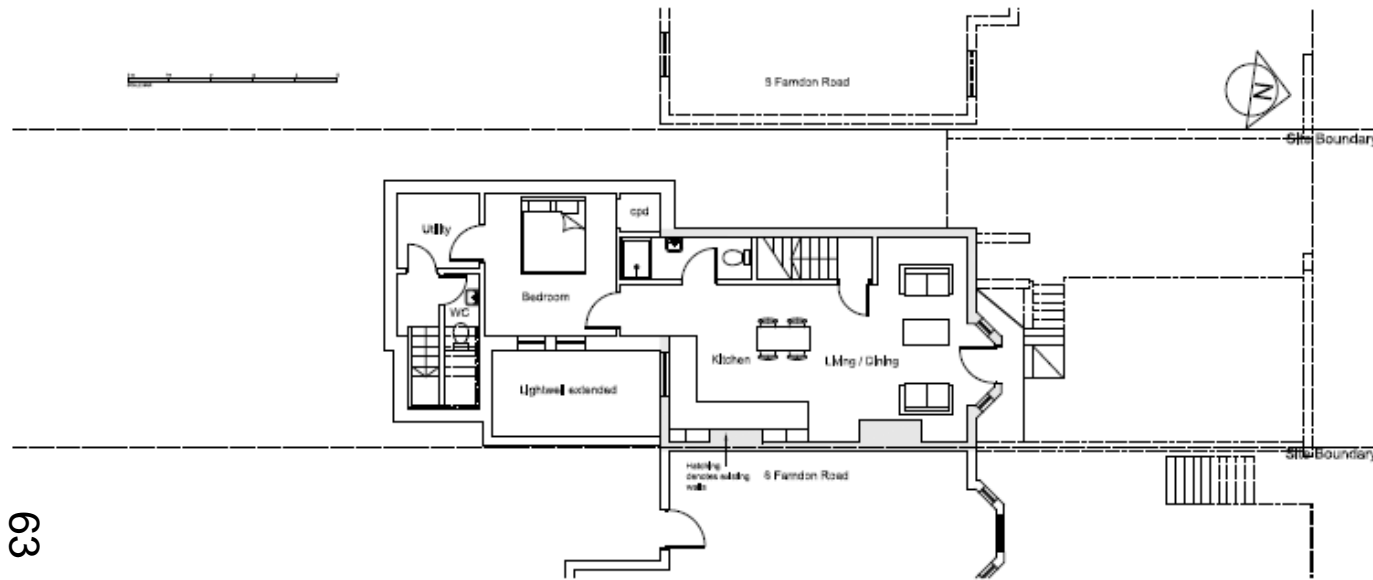 9 Farndon Road
N
Site Boundary
cpd
Utility
Bedroom
WC
Kitchen
Living / Dining
Lightwell extended
Site Boundary
Hatching
denotes existing
walls
6 Farndon Road
63